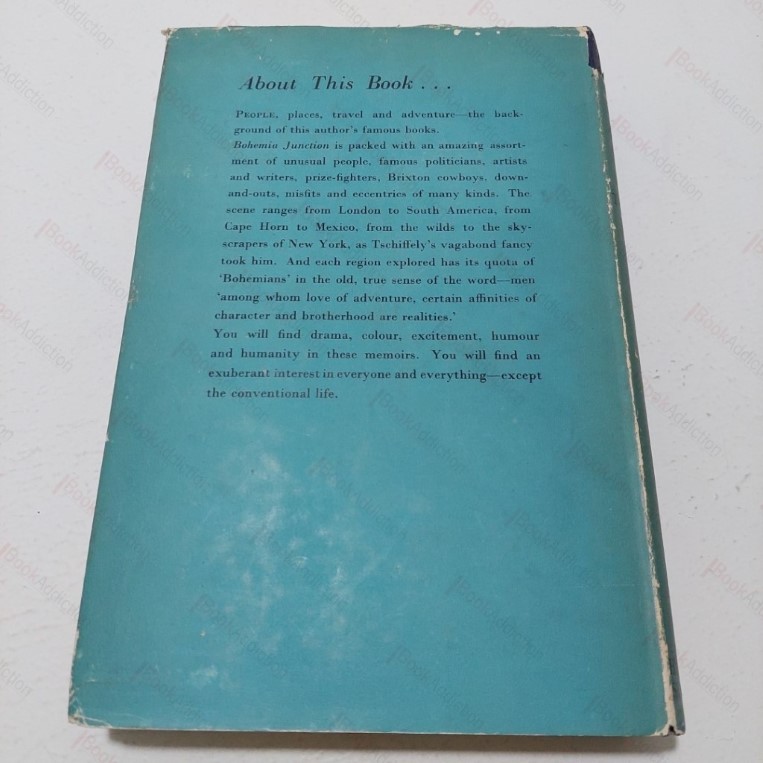 About This Book . . .
PEOPLE, places, travel and adventure—the back-
ground of this author's famous books.
Bohemia Junction is packed with an amazing assort-
ment of unusual people, famous politicians, artists
and writers, prize-fighters, Brixton cowboys, down-
and-outs, misfits and eccentrics of many kinds. The
scene ranges from London to South America, from
Cape Horn to Mexico, from the wilds to the sky-
scrapers of New York, as Tschiffely's vagabond fancy
took him. And each region explored has its quota of
'Bohemians' in the old, true sense of the word—men
'among whom love of adventure, certain affinities of
character and brotherhood are realities.'
You will find drama, colour, excitement, humour
and humanity in these memoirs. You will find an
exuberant interest in everyone and everything—except
the conventional life.
BookAddiction